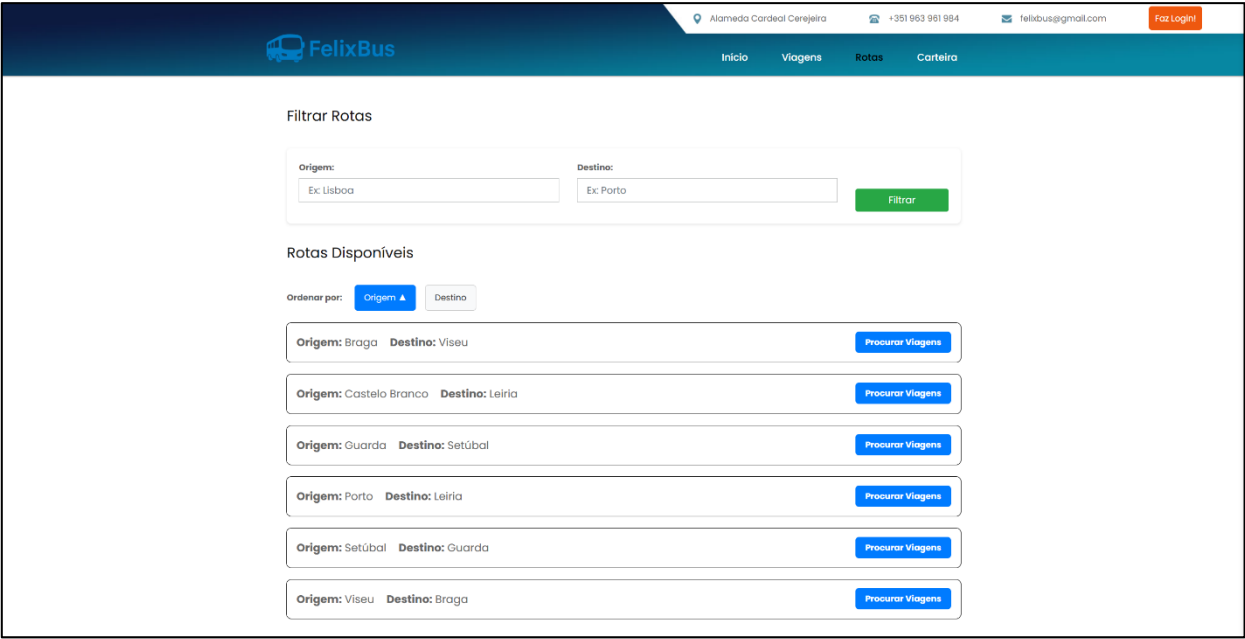 Alameda Cardeal Cerejeira +351 963 961 984 felixbus@gmail.com Faz Login!
FelixBus
Inicio Viagens Rotas Carteira
Filtrar Rotas
Origem: Destino:
Ex: Lisboa Ex: Porto Filtrar
Rotas Disponíveis
Ordenar por: Origem ▲ Destino
Origem: Braga Destino: Viseu Procurar Viagens
Origem: Castelo Branco Destino: Leiria Procurar Viagens
Origem: Guarda Destino: Setúbal Procurar Viagens
Origem: Porto Destino: Leiria Procurar Viagens
Origem: Setúbal Destino: Guarda Procurar Viagens
Origem: Viseu Destino: Braga Procurar Viagens